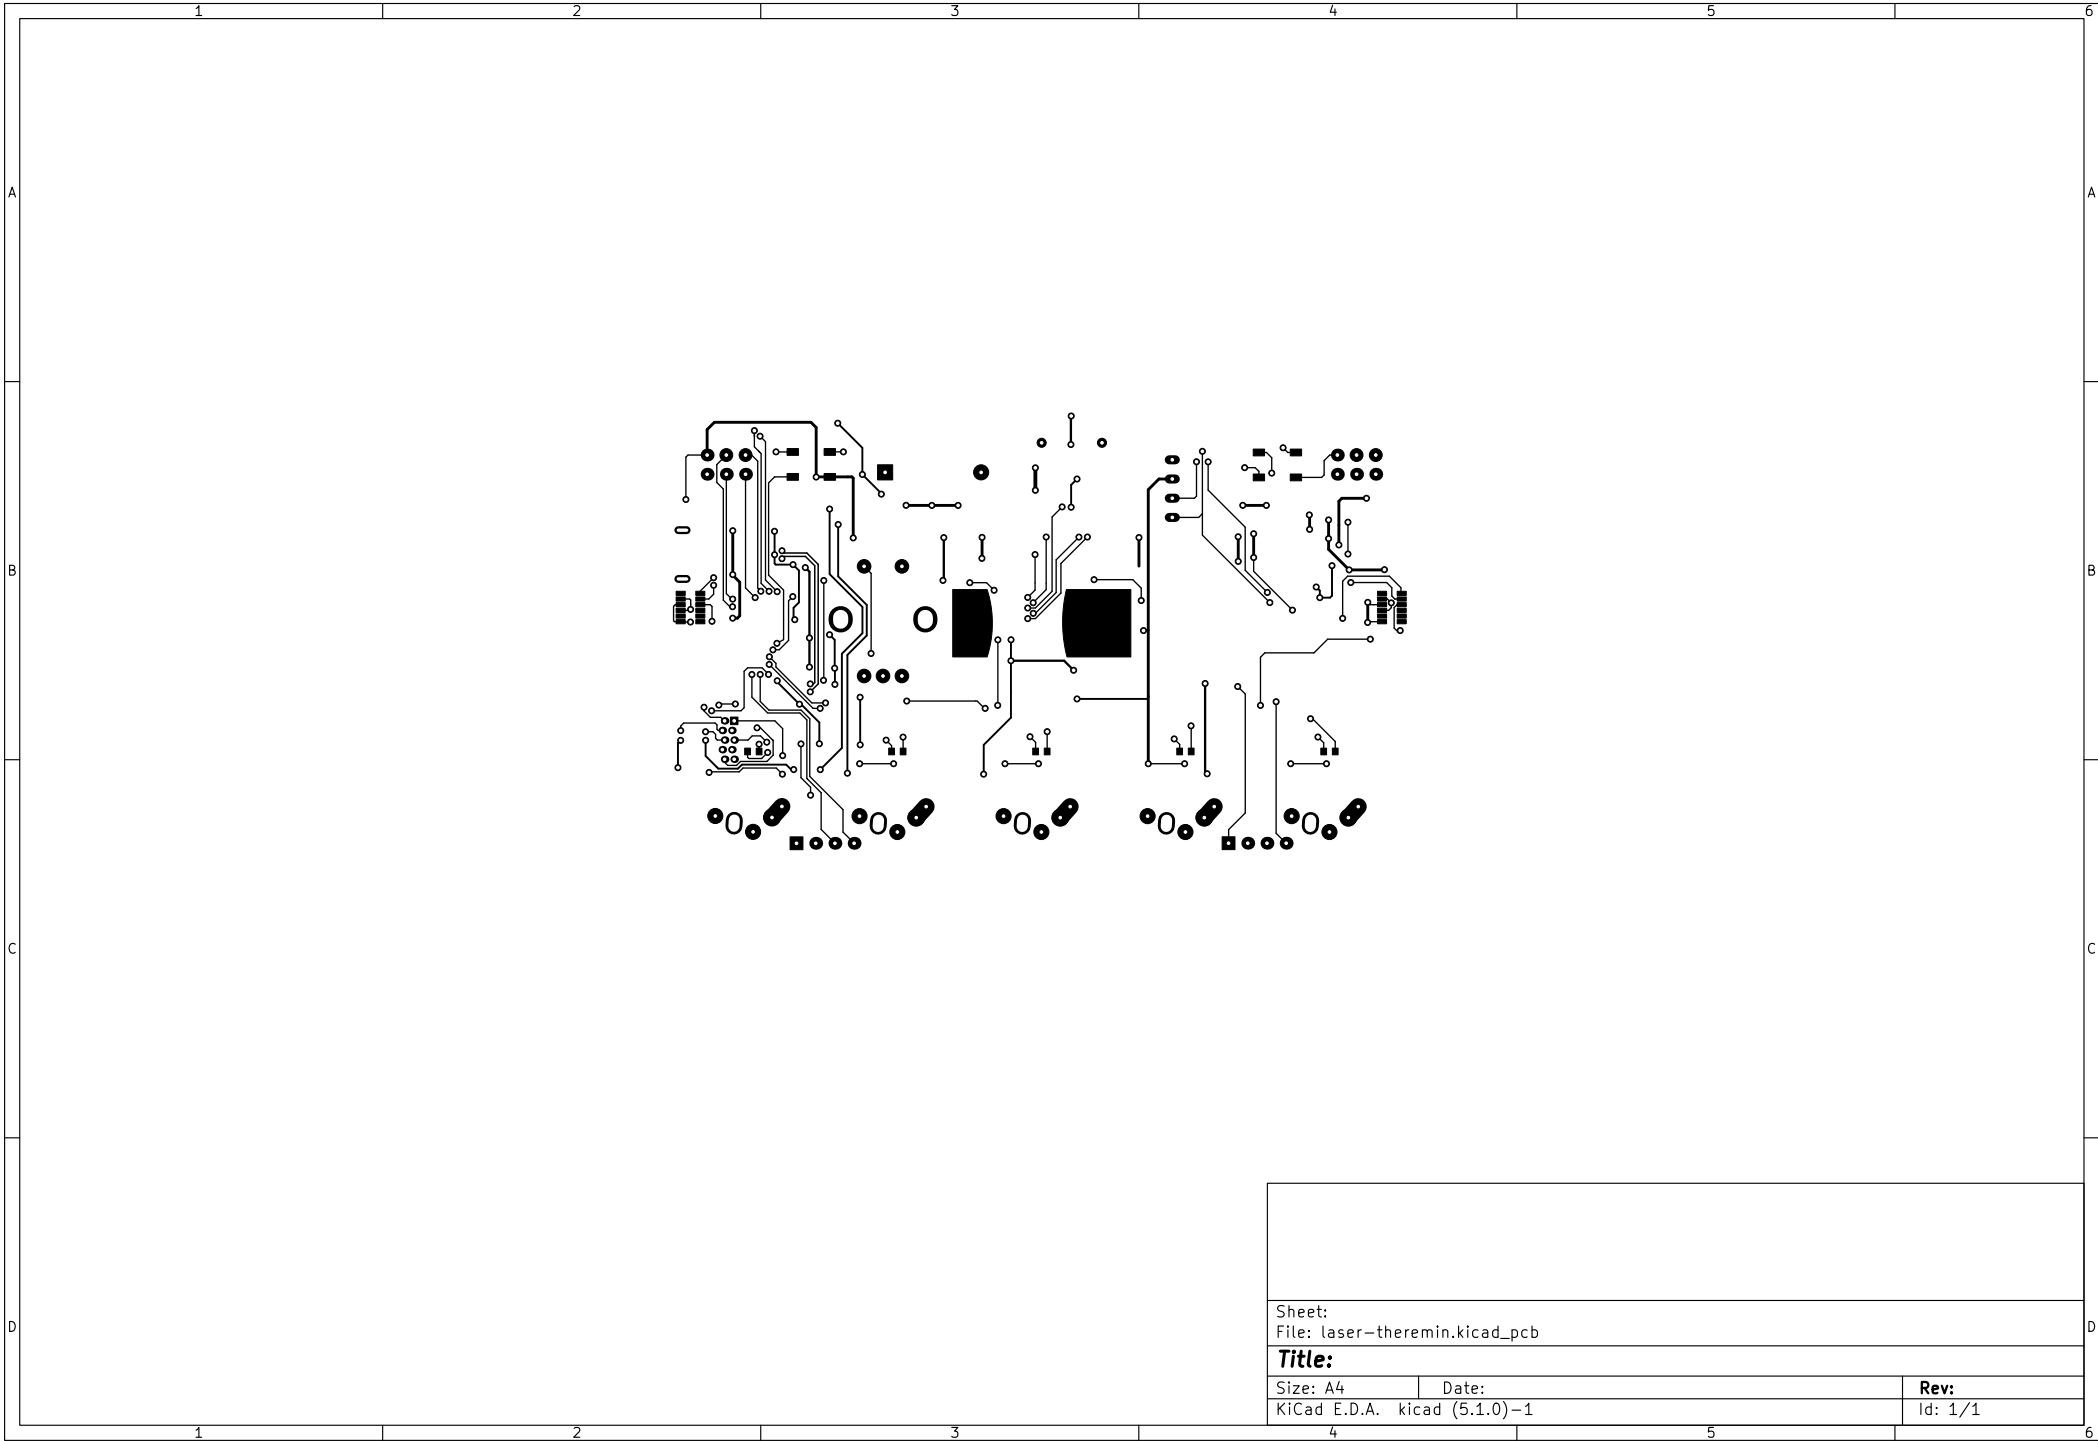 1 2 3 4 5 6
A A
B B
C C
D D
Sheet:
File: laser-theremin.kicad_pcb
Title:
Size: A4 Date: Rev:
KiCad E.D.A. kicad (5.1.0)-1 Id: 1/1
1 2 3 4 5 6